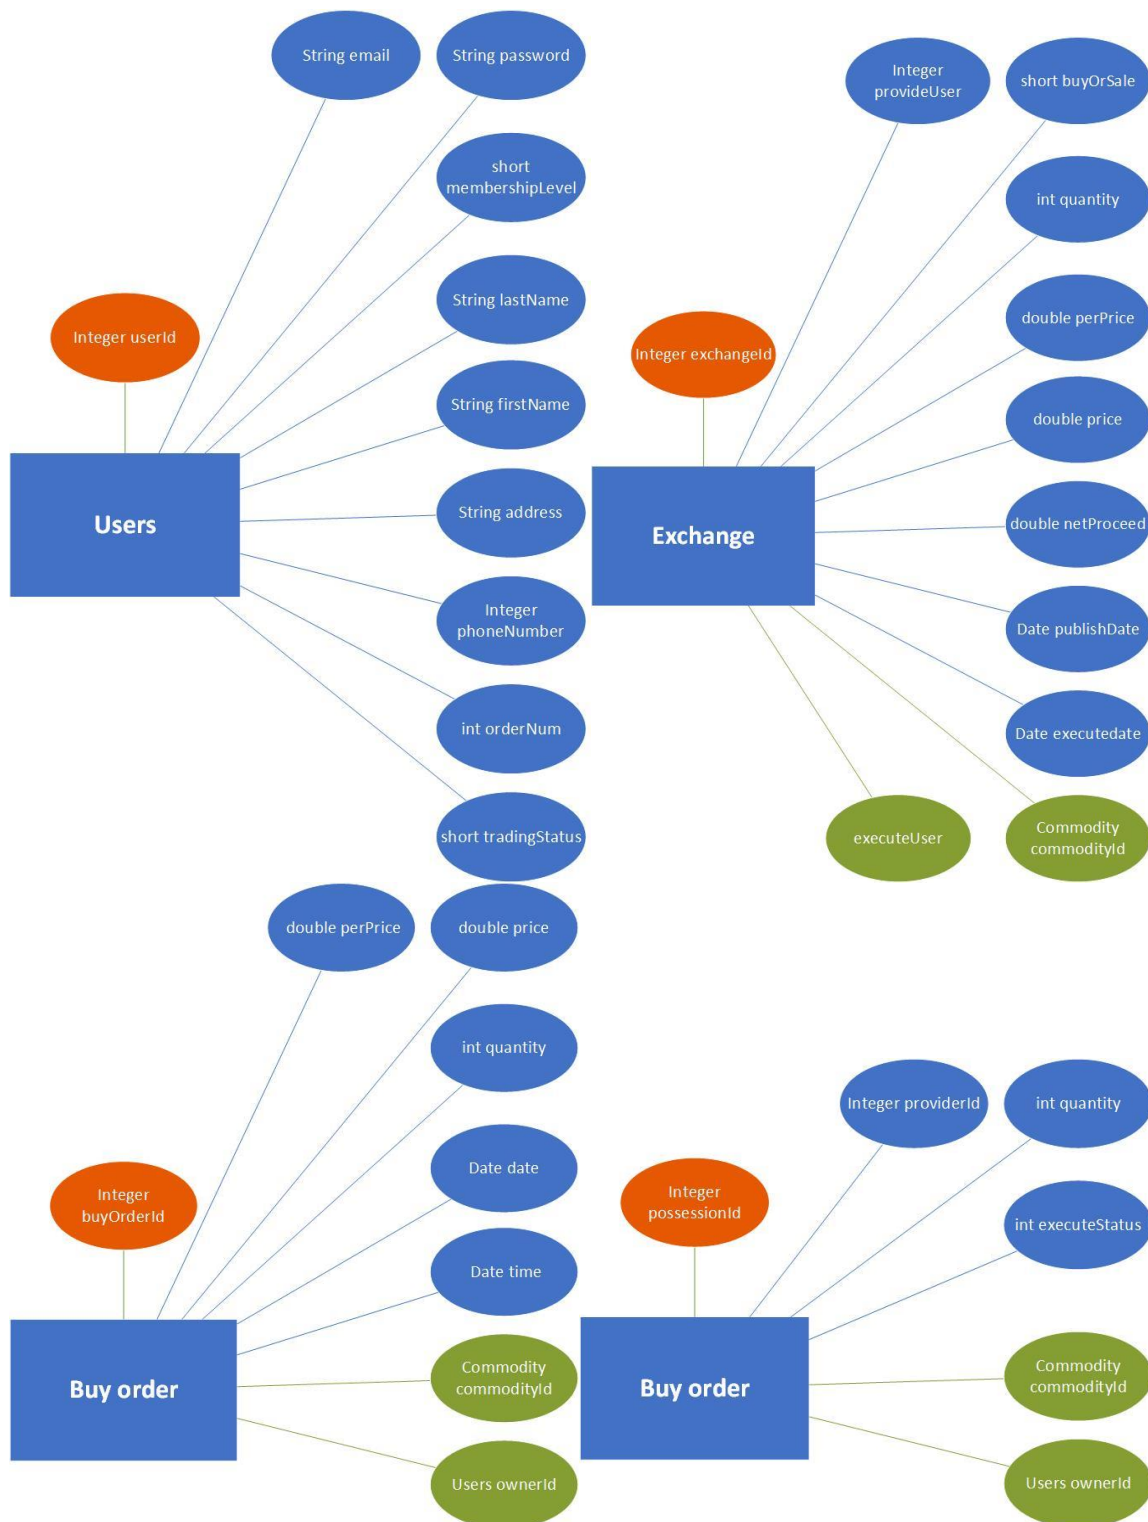 String email
String password
short
membershipLevel
String lastName
Integer userId
String firstName
Users
String address
Integer
phoneNumber
int orderNum
short tradingStatus
Integer
provideUser
short buyOrSale
int quantity
double perPrice
Integer exchangeId
double price
Exchange
double netProceed
Date publishDate
Date executedate
executeUser
Commodity
commodityId
double perPrice
double price
int quantity
Date date
Integer
buyOrderId
Date time
Buy order
Commodity
commodityId
Users ownerId
Integer providerId
int quantity
Integer
possessionId
int executeStatus
Buy order
Commodity
commodityId
Users ownerId